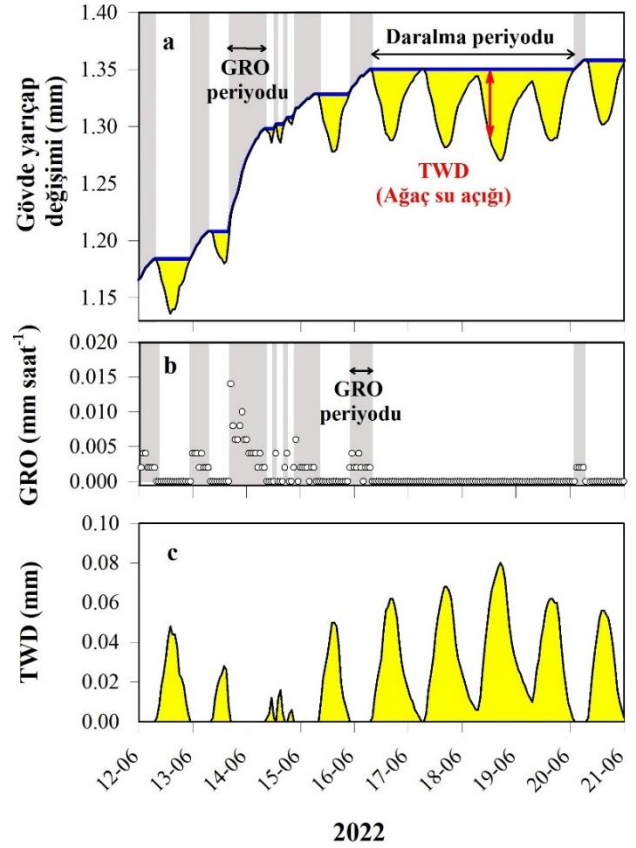 1.40
1.35
1.30
1.25
1.20
1.15
Gövde yarıçap
değişimi (mm)
a
GRO
periyodu
Daralma periyodu
TWD
(Ağaç su açığı)
0.020
0.015
0.010
0.005
0.000
GRO (mm saat⁻¹)
b
GRO
periyodu
0.10
0.08
0.06
0.04
0.02
0.00
TWD (mm)
c
12-06
13-06
14-06
15-06
16-06
17-06
18-06
19-06
20-06
21-06
2022